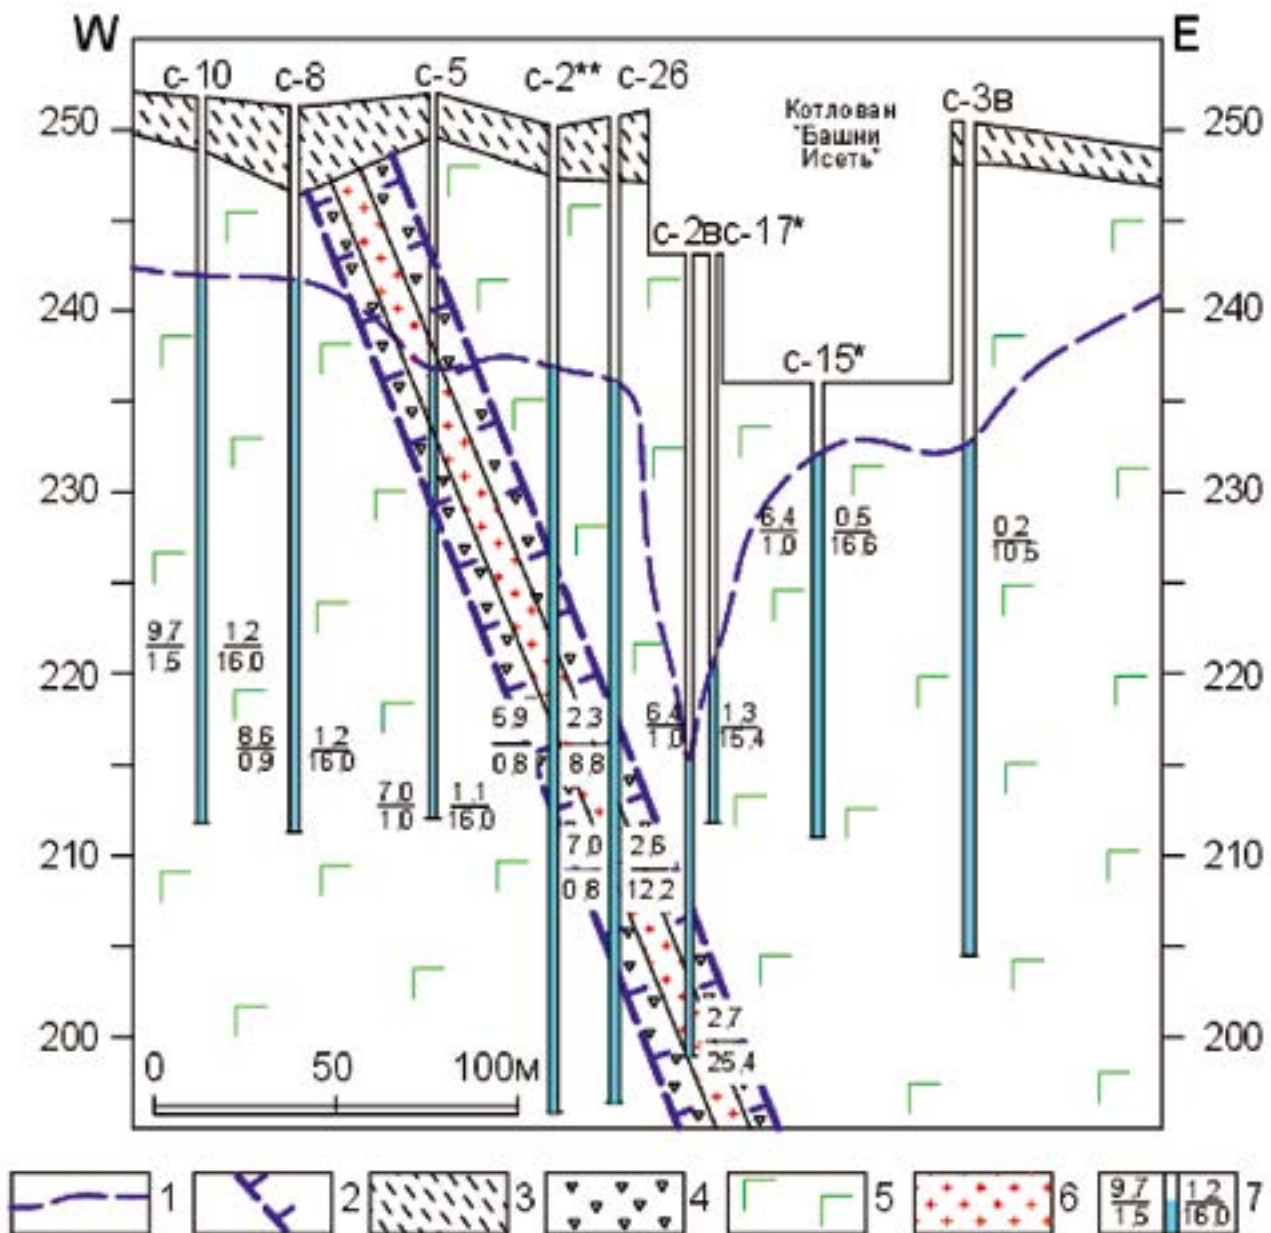 W E
с-10 с-8 с-5 с-2** с-26 с-3в
Котлован
"Башни
Исеть"
250 250
с-2в с-17*
240 240
с-15*
230 230
6,4 0,5 0,2
1,0 16,6 10,5
9,7 1,2
1,5 16,0
220 220
5,9 2,3 6,4 1,3
0,8 8,8 1,0 15,4
8,6 1,2
0,9 16,0
7,0 1,1
1,0 16,0
210 210
7,0 2,6
0,8 12,2
200 200
2,7
25,4
0 50 100м
1 2 3 4 5 6 9,7 1,2 7
1,5 16,0